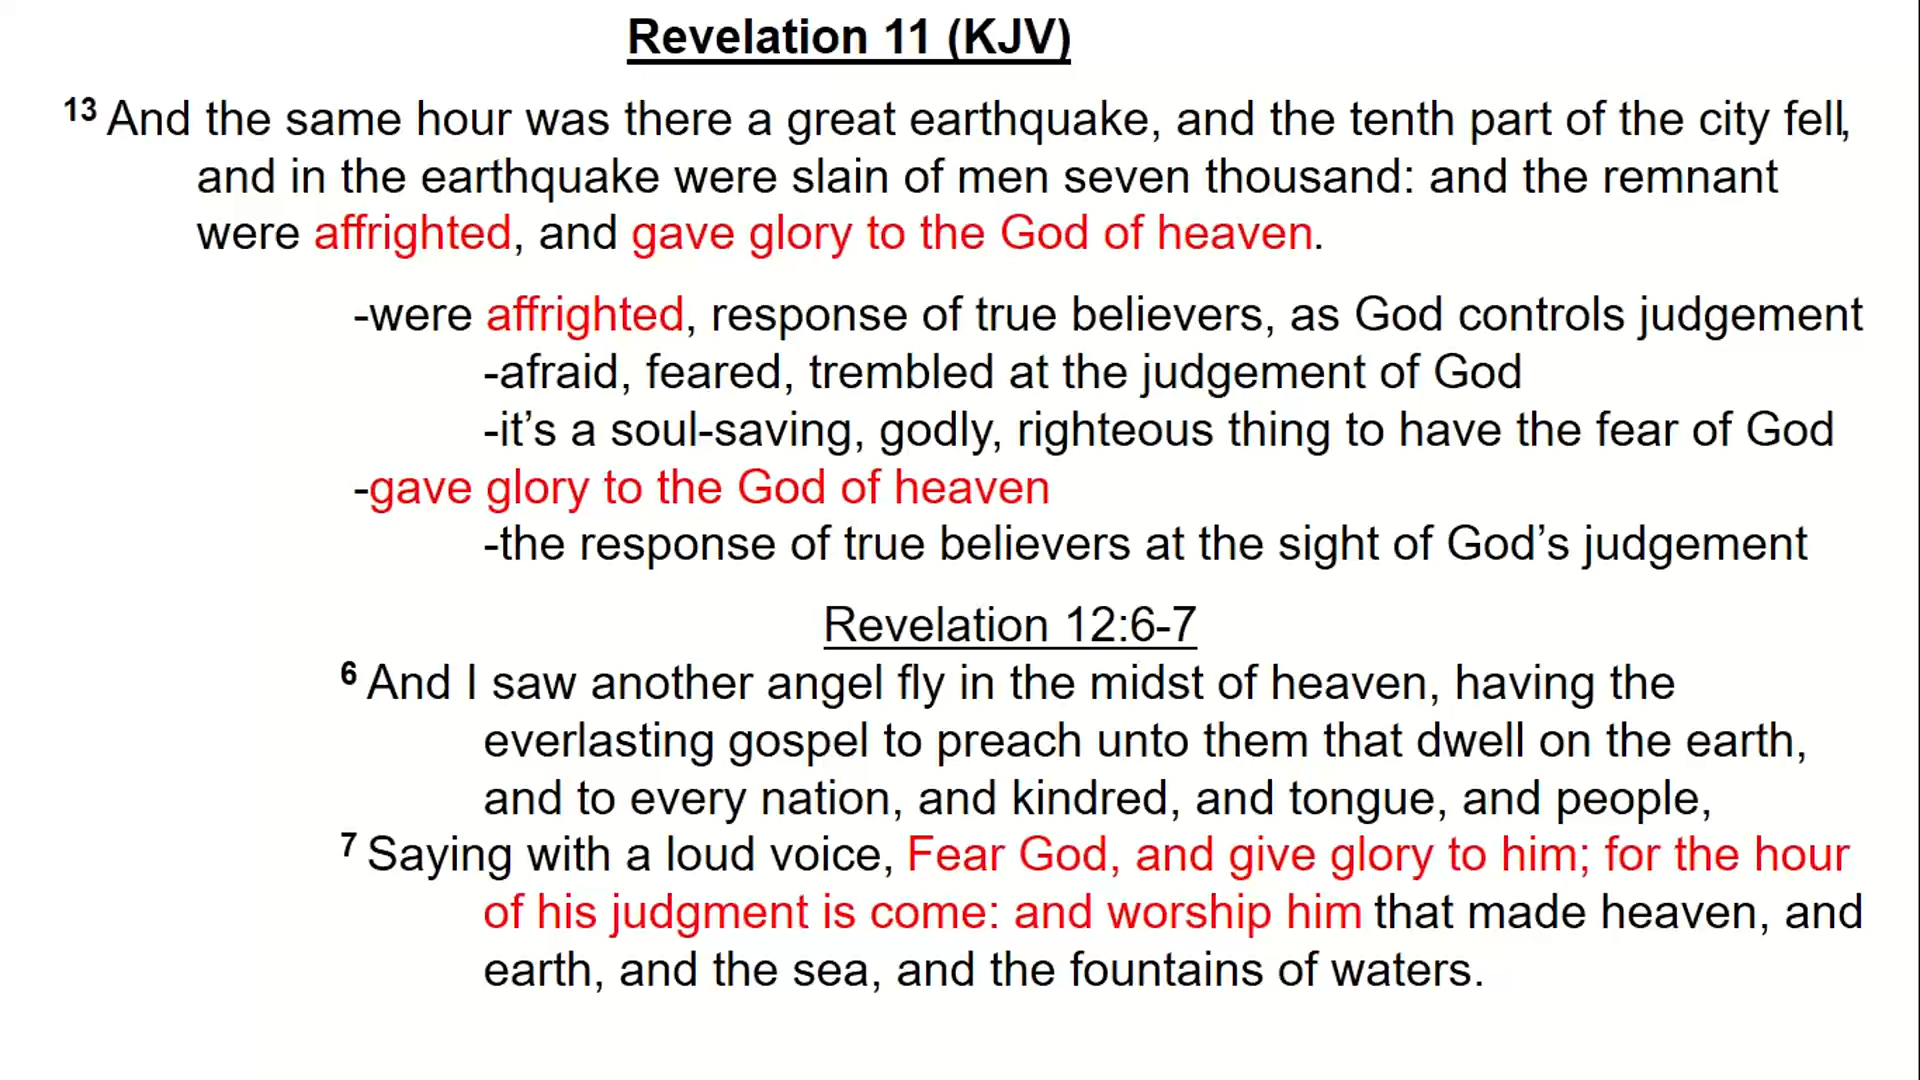 Revelation 11 (KJV)
13 And the same hour was there a great earthquake, and the tenth part of the city fell,
and in the earthquake were slain of men seven thousand: and the remnant
were affrighted, and gave glory to the God of heaven.
-were affrighted, response of true believers, as God controls judgement
-afraid, feared, trembled at the judgement of God
-it’s a soul-saving, godly, righteous thing to have the fear of God
-gave glory to the God of heaven
-the response of true believers at the sight of God’s judgement
Revelation 12:6-7
6 And I saw another angel fly in the midst of heaven, having the
everlasting gospel to preach unto them that dwell on the earth,
and to every nation, and kindred, and tongue, and people,
7 Saying with a loud voice, Fear God, and give glory to him; for the hour
of his judgment is come: and worship him that made heaven, and
earth, and the sea, and the fountains of waters.